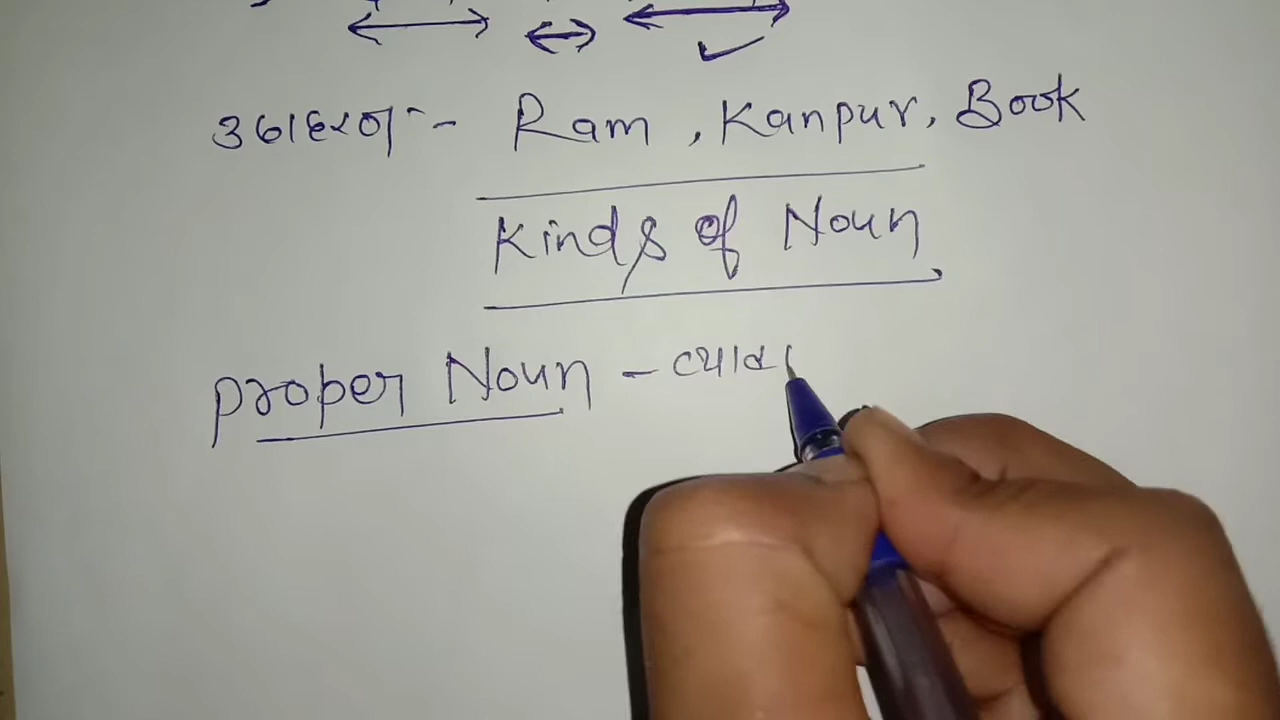 उदाहरण:- Ram, Kanpur, Book
Kinds of Noun
Proper Noun -